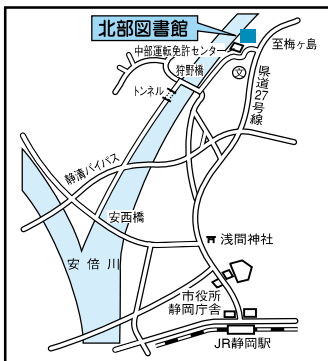 北部図書館
中部運転免許センター
至梅ヶ島
狩野橋
文
県道27号線
トンネル
静清バイパス
安西橋
浅間神社
安倍川
市役所
静岡庁舎
JR静岡駅